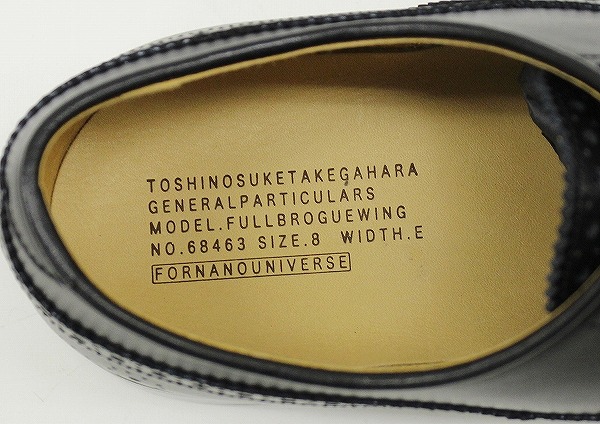 TOSHINOSUKETAKEGAHARA
GENERALPARTICULARS
MODEL.FULLBROGUEWING
NO.68463 SIZE.8 WIDTH.E
FORNANOUNIVERSE